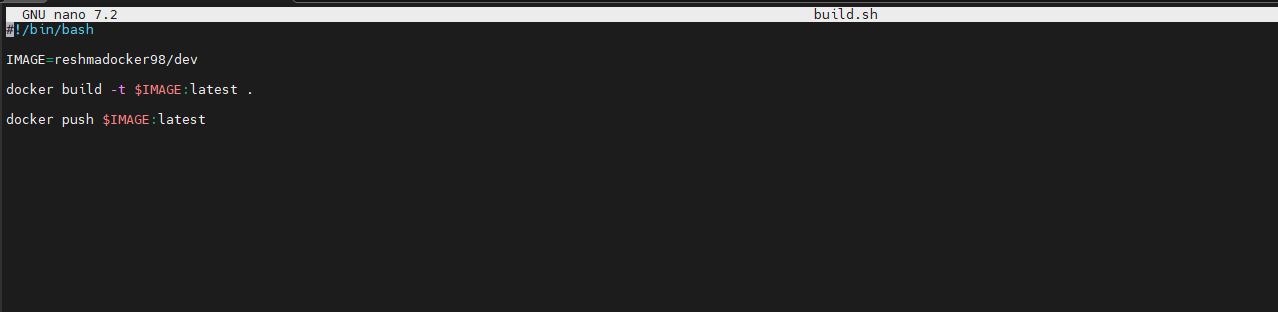 GNU nano 7.2 build.sh
#!/bin/bash
IMAGE=reshmadocker98/dev
docker build -t $IMAGE:latest .
docker push $IMAGE:latest